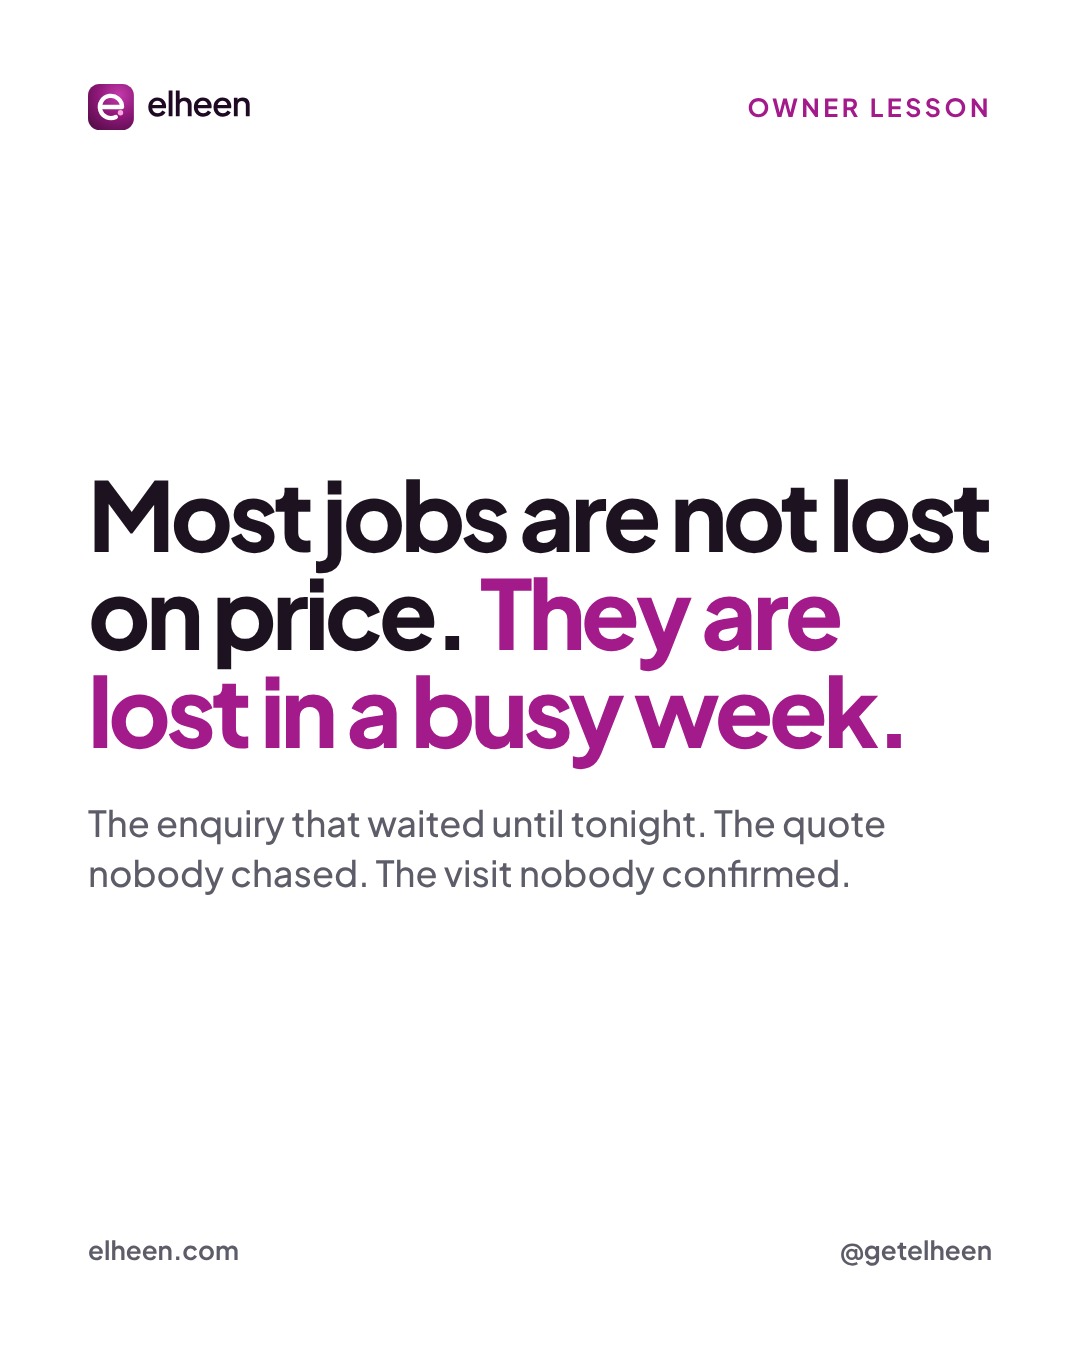 elheen
OWNER LESSON
Most jobs are not lost
on price. They are
lost in a busy week.
The enquiry that waited until tonight. The quote
nobody chased. The visit nobody confirmed.
elheen.com
@getelheen